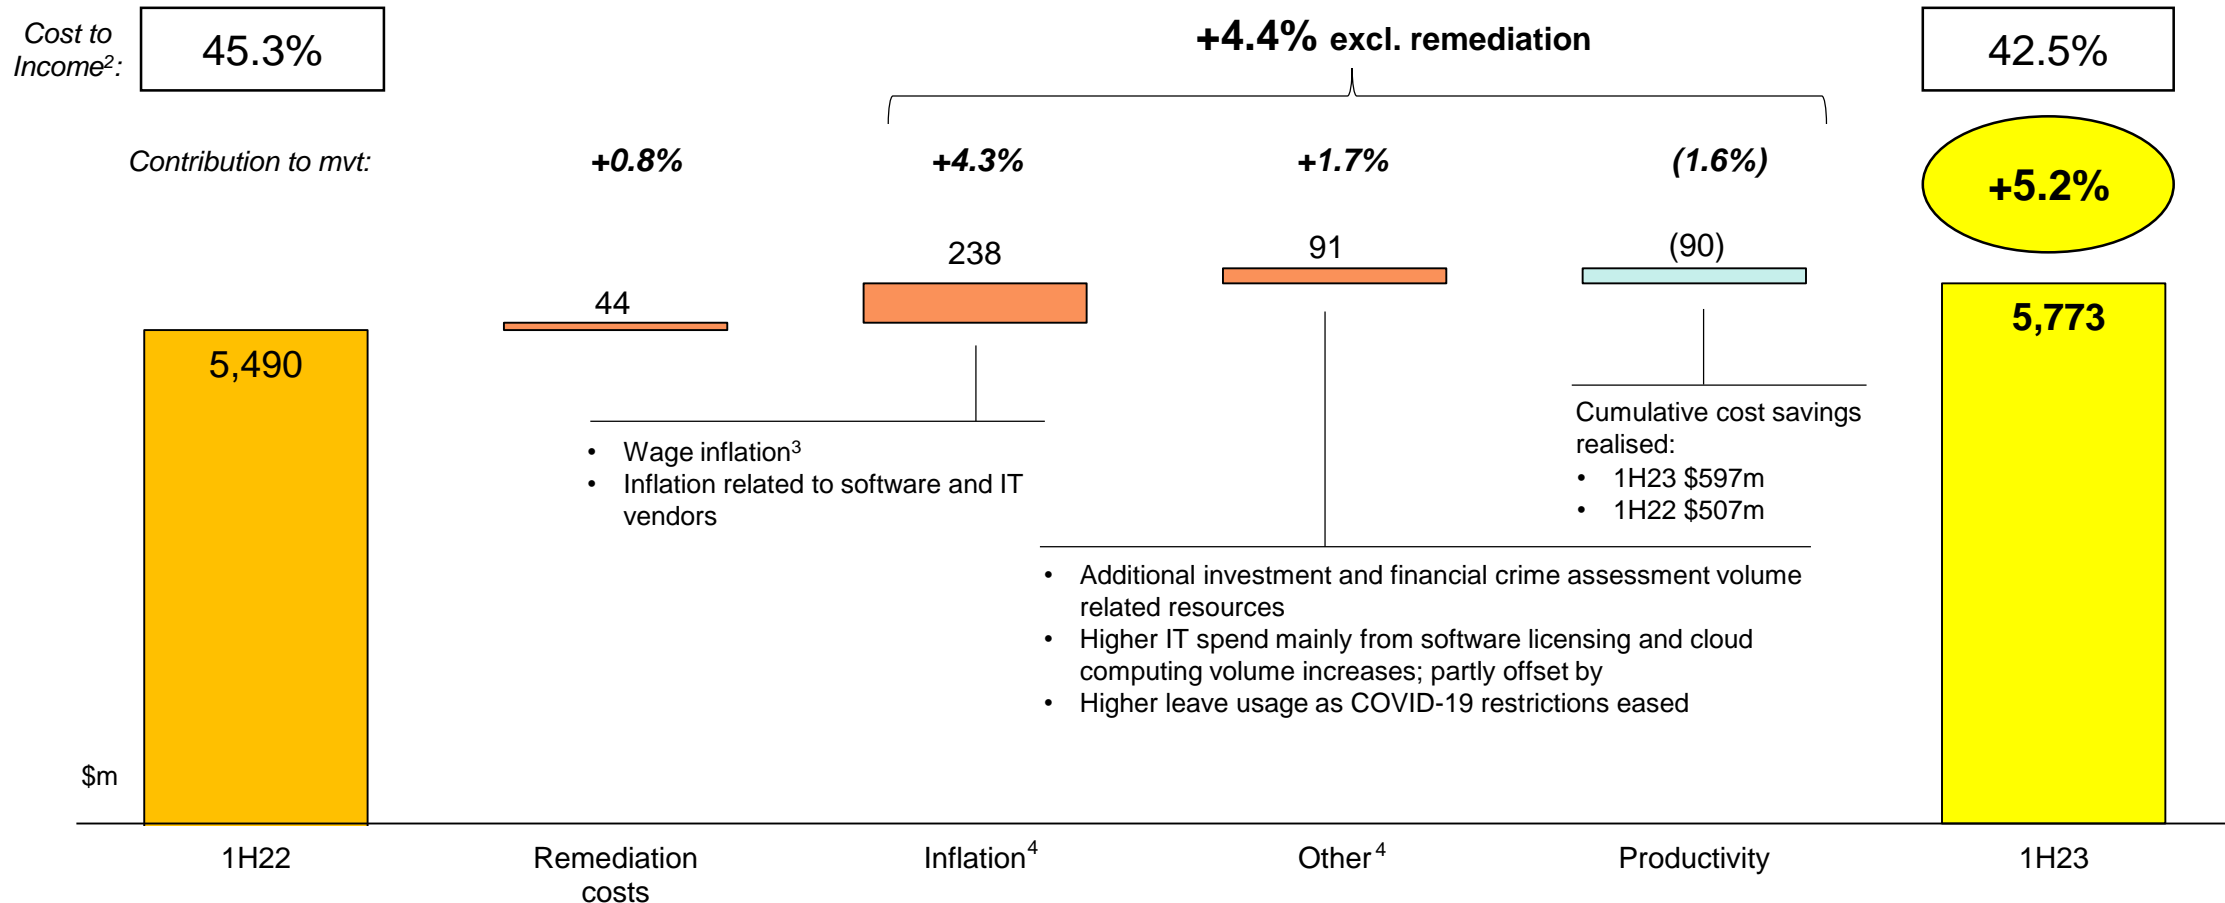 Cost to
Income²:
45.3%
+4.4% excl. remediation
42.5%
Contribution to mvt:
+0.8%
+4.3%
+1.7%
(1.6%)
+5.2%
5,490
44
238
91
(90)
5,773
Wage inflation³
Inflation related to software and IT
vendors
Cumulative cost savings
realised:
1H23 $597m
1H22 $507m
Additional investment and financial crime assessment volume
related resources
Higher IT spend mainly from software licensing and cloud
computing volume increases; partly offset by
Higher leave usage as COVID-19 restrictions eased
$m
1H22
Remediation
costs
Inflation⁴
Other⁴
Productivity
1H23